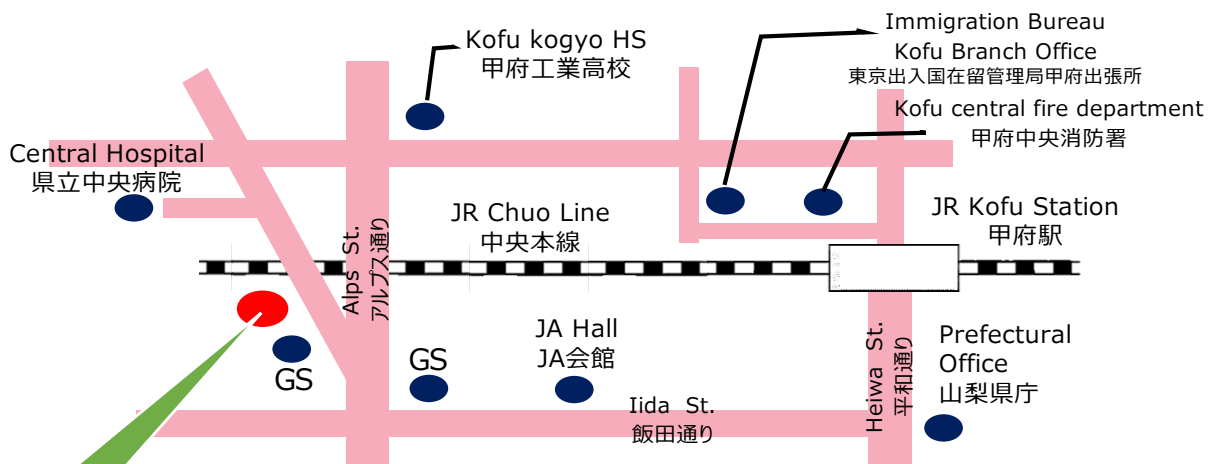 Immigration Bureau
Kofu Branch Office
東京出入国在留管理局甲府出張所
Kofu kogyo HS
甲府工業高校
Kofu central fire department
甲府中央消防署
Central Hospital
県立中央病院
JR Chuo Line
中央本線
JR Kofu Station
甲府駅
Alps St.
アルプス通り
JA Hall
JA会館
GS
GS
Heiwa St.
平和通り
Prefectural
Office
山梨県庁
Iida St.
飯田通り